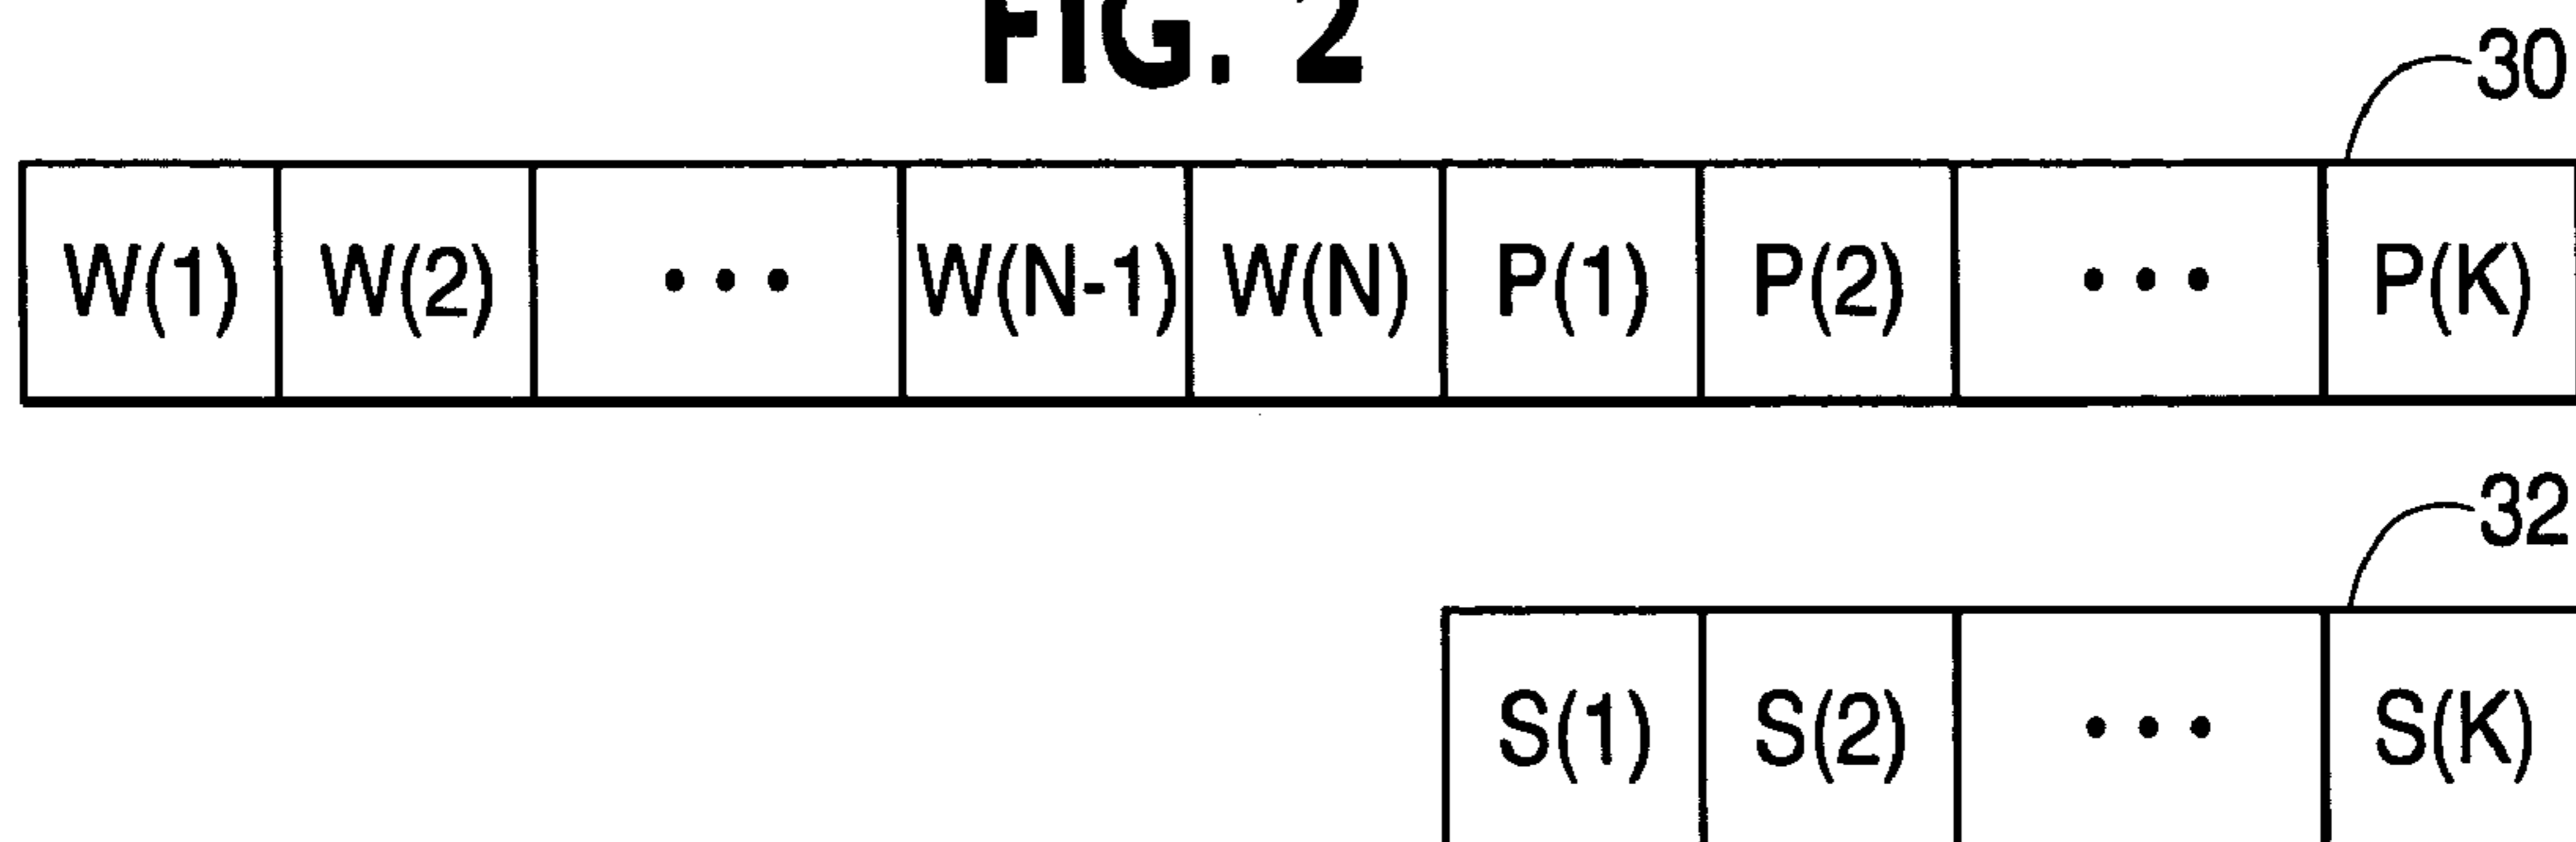 FIG. 2
30
W(1) W(2) ••• W(N-1) W(N) P(1) P(2) ••• P(K)
32
S(1) S(2) ••• S(K)